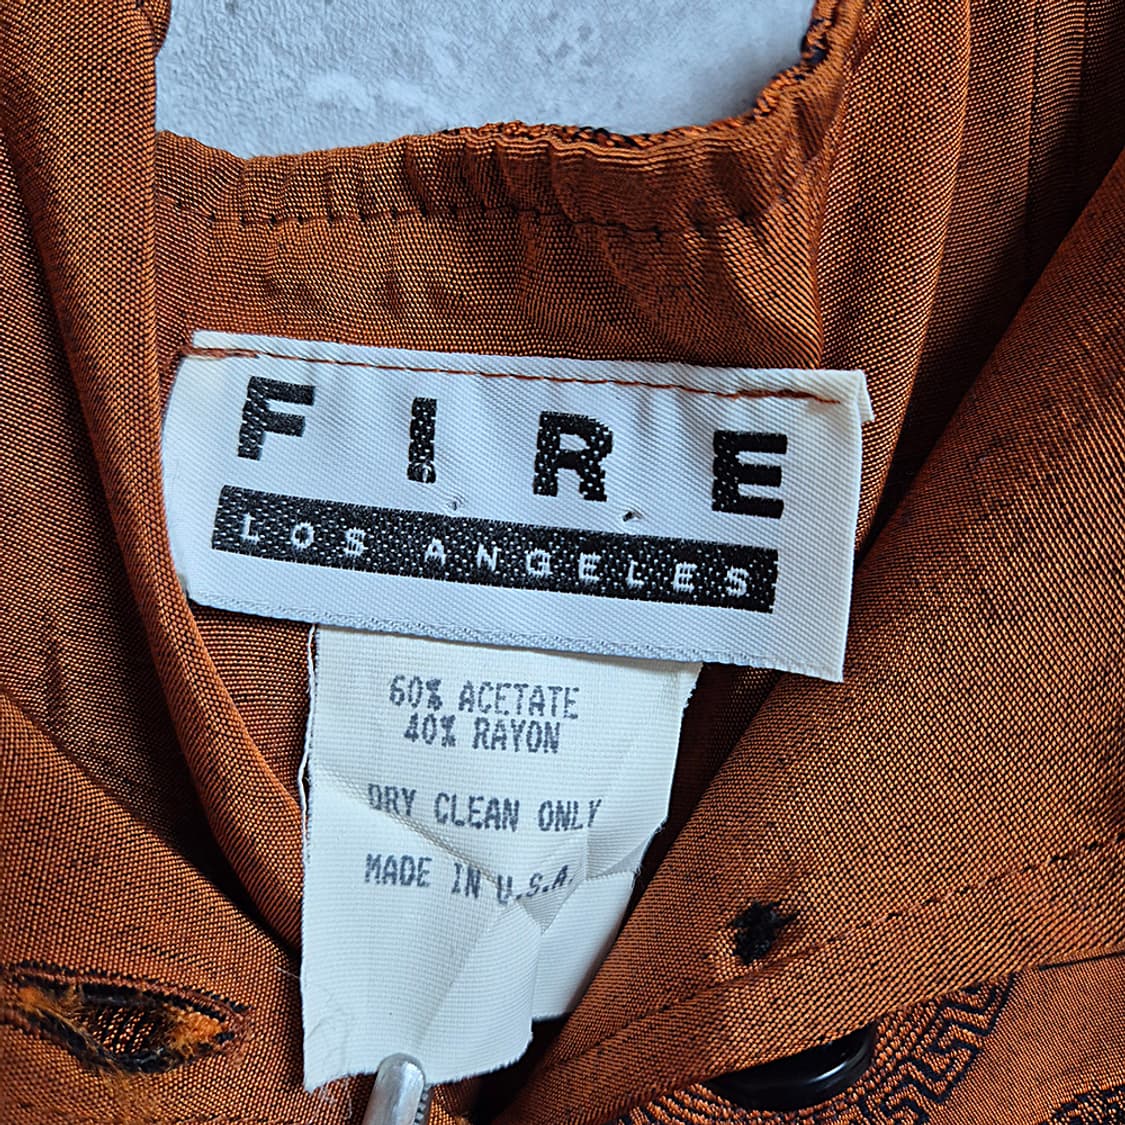 FIRE
LOS ANGELES
60% ACETATE
40% RAYON
DRY CLEAN ONLY
MADE IN U.S.A.